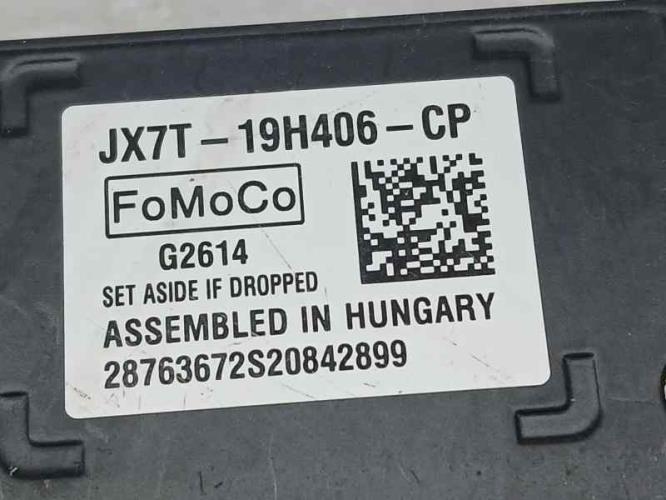 JX7T-19H406-CP
FoMoCo
G2614
SET ASIDE IF DROPPED
ASSEMBLED IN HUNGARY
28763672S20842899